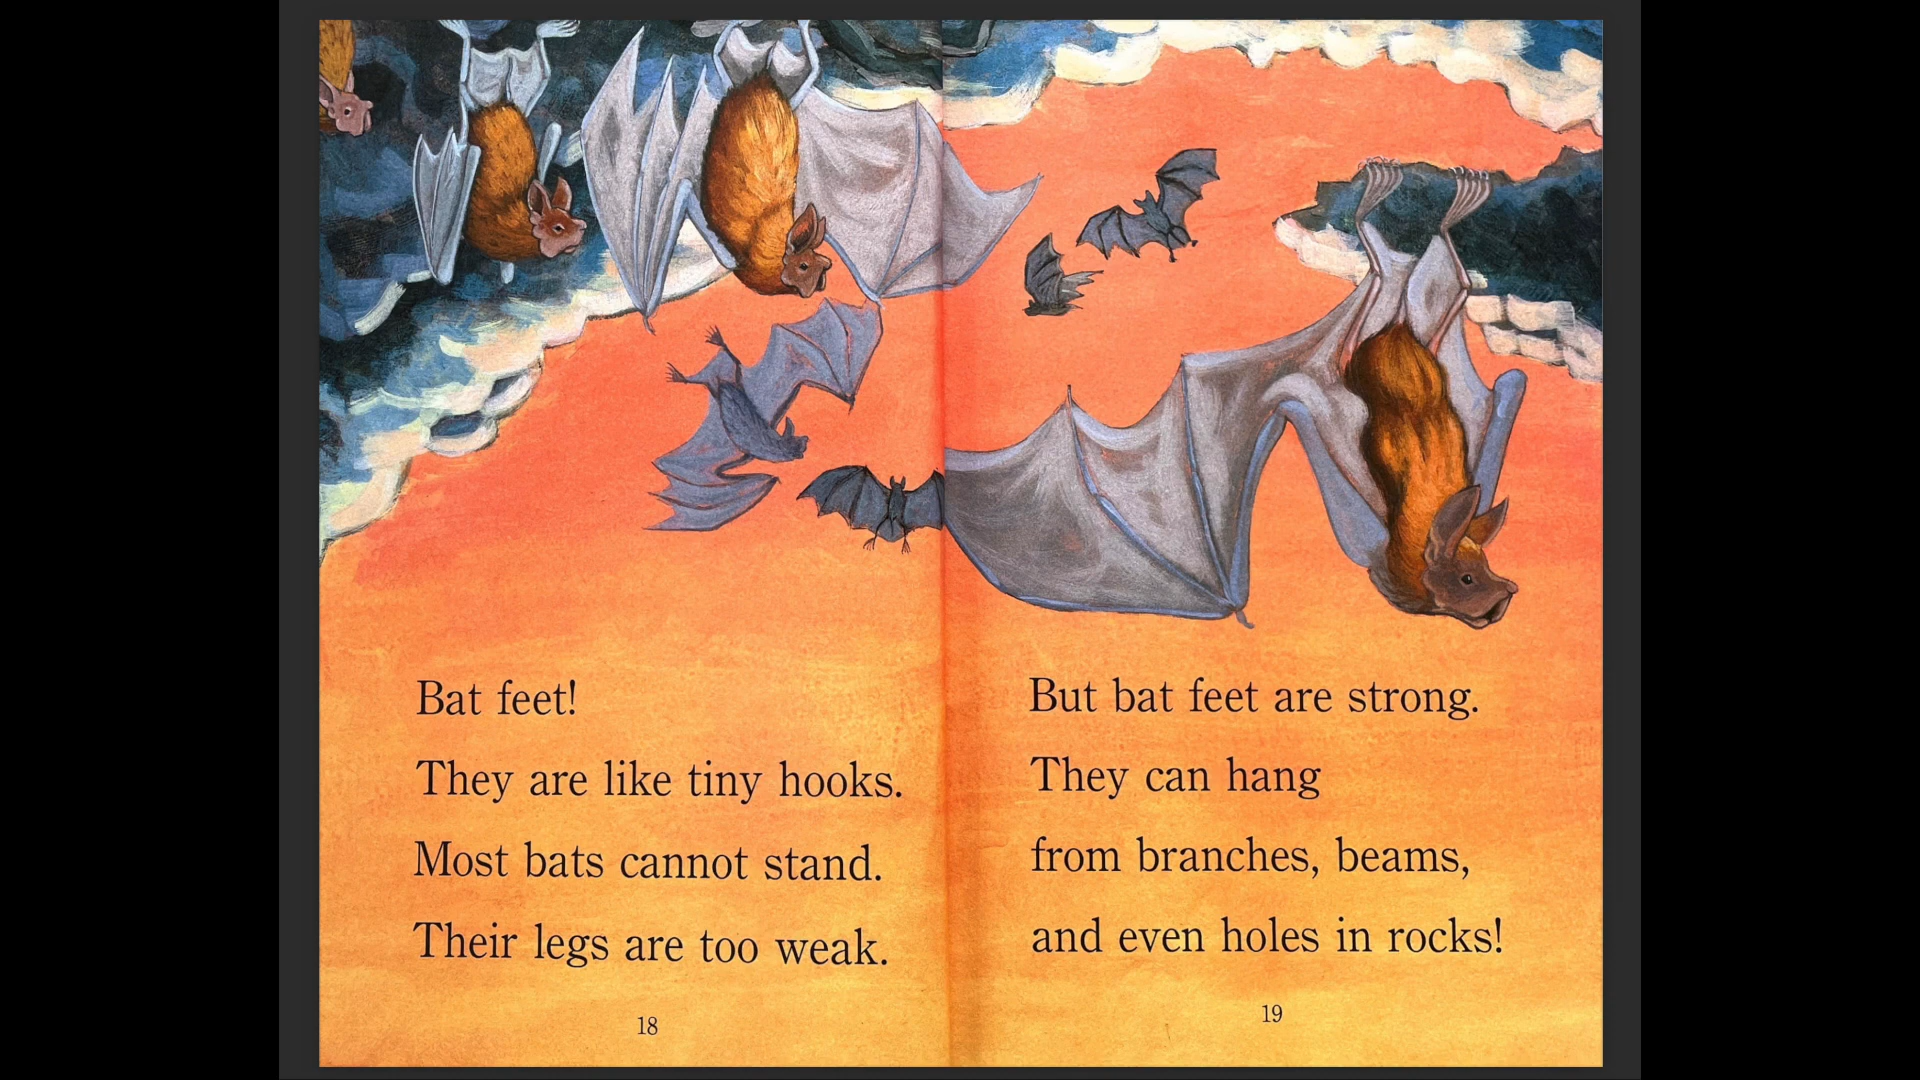 Bat feet!
They are like tiny hooks.
Most bats cannot stand.
Their legs are too weak.
18
But bat feet are strong.
They can hang
from branches, beams,
and even holes in rocks!
19